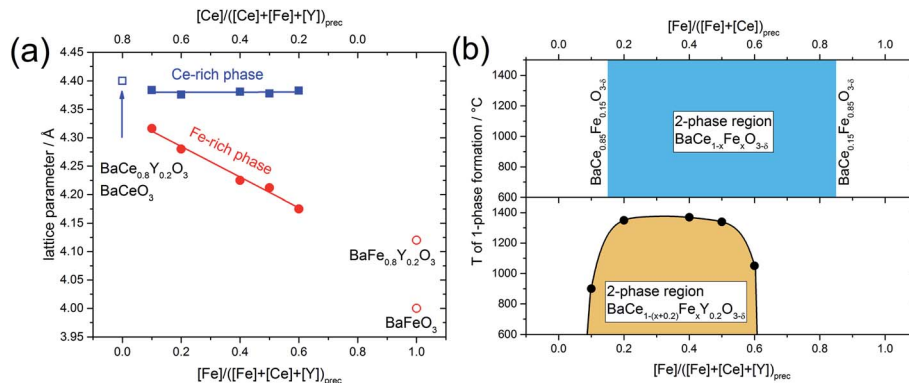 (a)
[Ce]/([Ce]+[Fe]+[Y])prec
0.8 0.6 0.4 0.2 0.0
lattice parameter / Å
4.45
4.40
4.35
4.30
4.25
4.20
4.15
4.10
4.05
4.00
3.95
Ce-rich phase
Fe-rich phase
BaCe0.8Y0.2O3
BaCeO3
BaFe0.8Y0.2O3
BaFeO3
0.0 0.2 0.4 0.6 0.8 1.0
[Fe]/([Fe]+[Ce]+[Y])prec
(b)
[Fe]/([Fe]+[Ce])prec
0.0 0.2 0.4 0.6 0.8 1.0
T of 1-phase formation / °C
1400
1200
1000
800
600
BaCe0.85Fe0.15O3-δ
2-phase region
BaCe1-xFexO3-δ
BaCe0.15Fe0.85O3-δ
1400
1200
1000
800
600
2-phase region
BaCe1-(x+0.2)FexY0.2O3-δ
0.0 0.2 0.4 0.6 0.8 1.0
[Fe]/([Fe]+[Ce]+[Y])prec